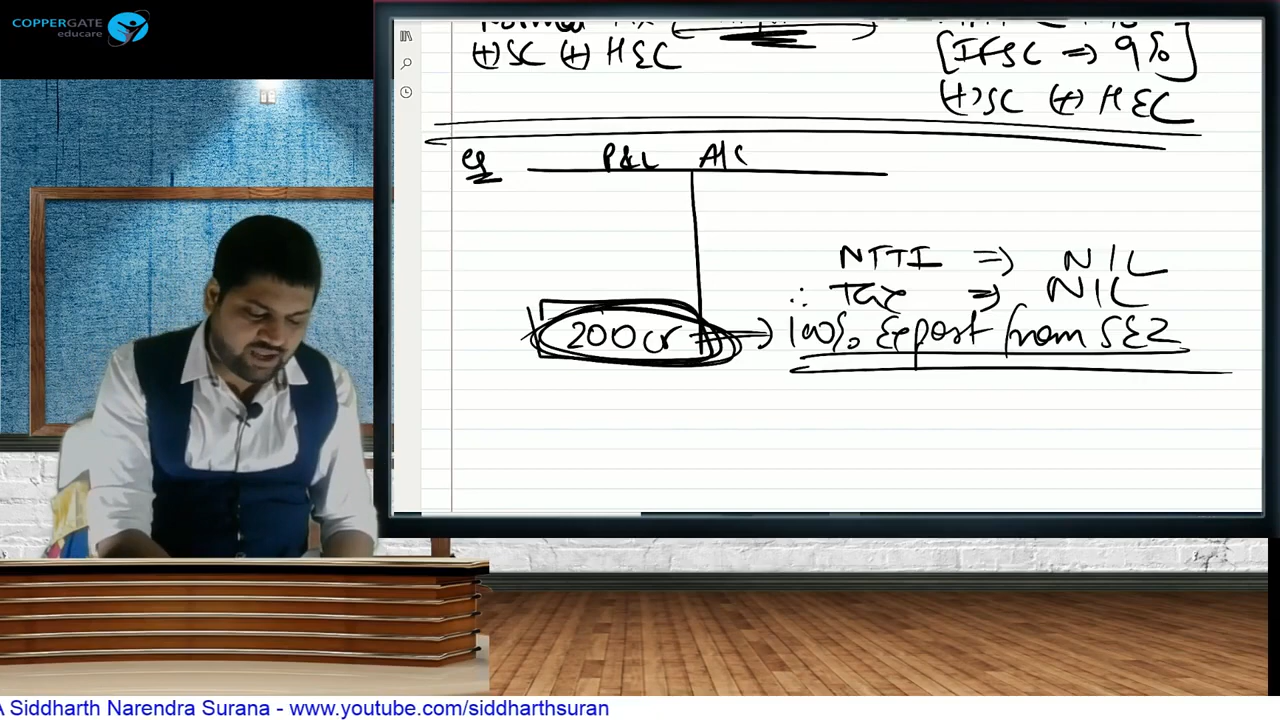 COPPERGATE
educare
(+) SC (+) HEC
[IFSC => 9%]
(+) SC (+) HEC
eg
P&L A/C
NTTI => NIL
∴ Tax => NIL
200 cr => 100% Export from SEZ
A Siddharth Narendra Surana - www.youtube.com/siddharthsuran